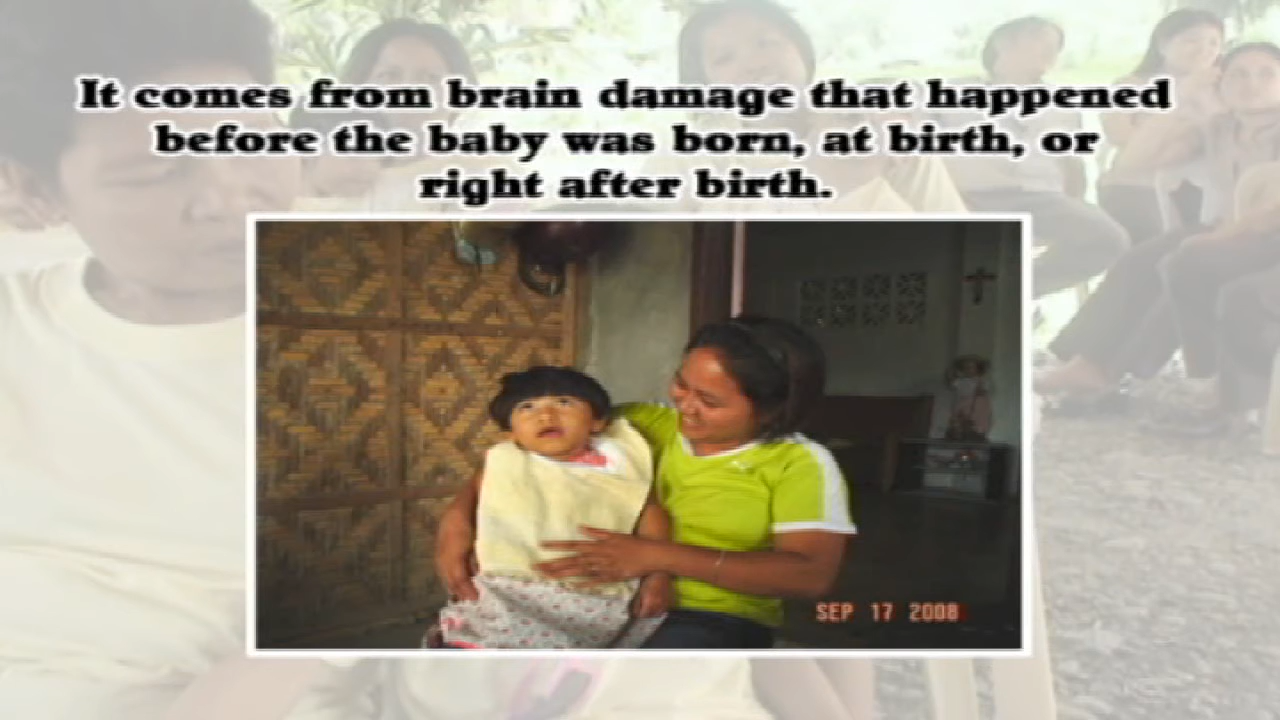 It comes from brain damage that happened
before the baby was born, at birth, or
right after birth.
SEP 17 2008